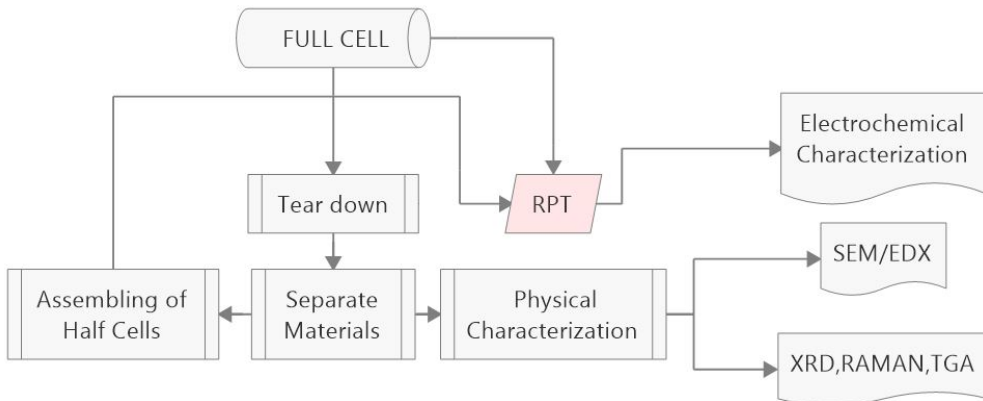 FULL CELL
Electrochemical
Characterization
Tear down
RPT
SEM/EDX
Assembling of
Half Cells
Separate
Materials
Physical
Characterization
XRD,RAMAN,TGA